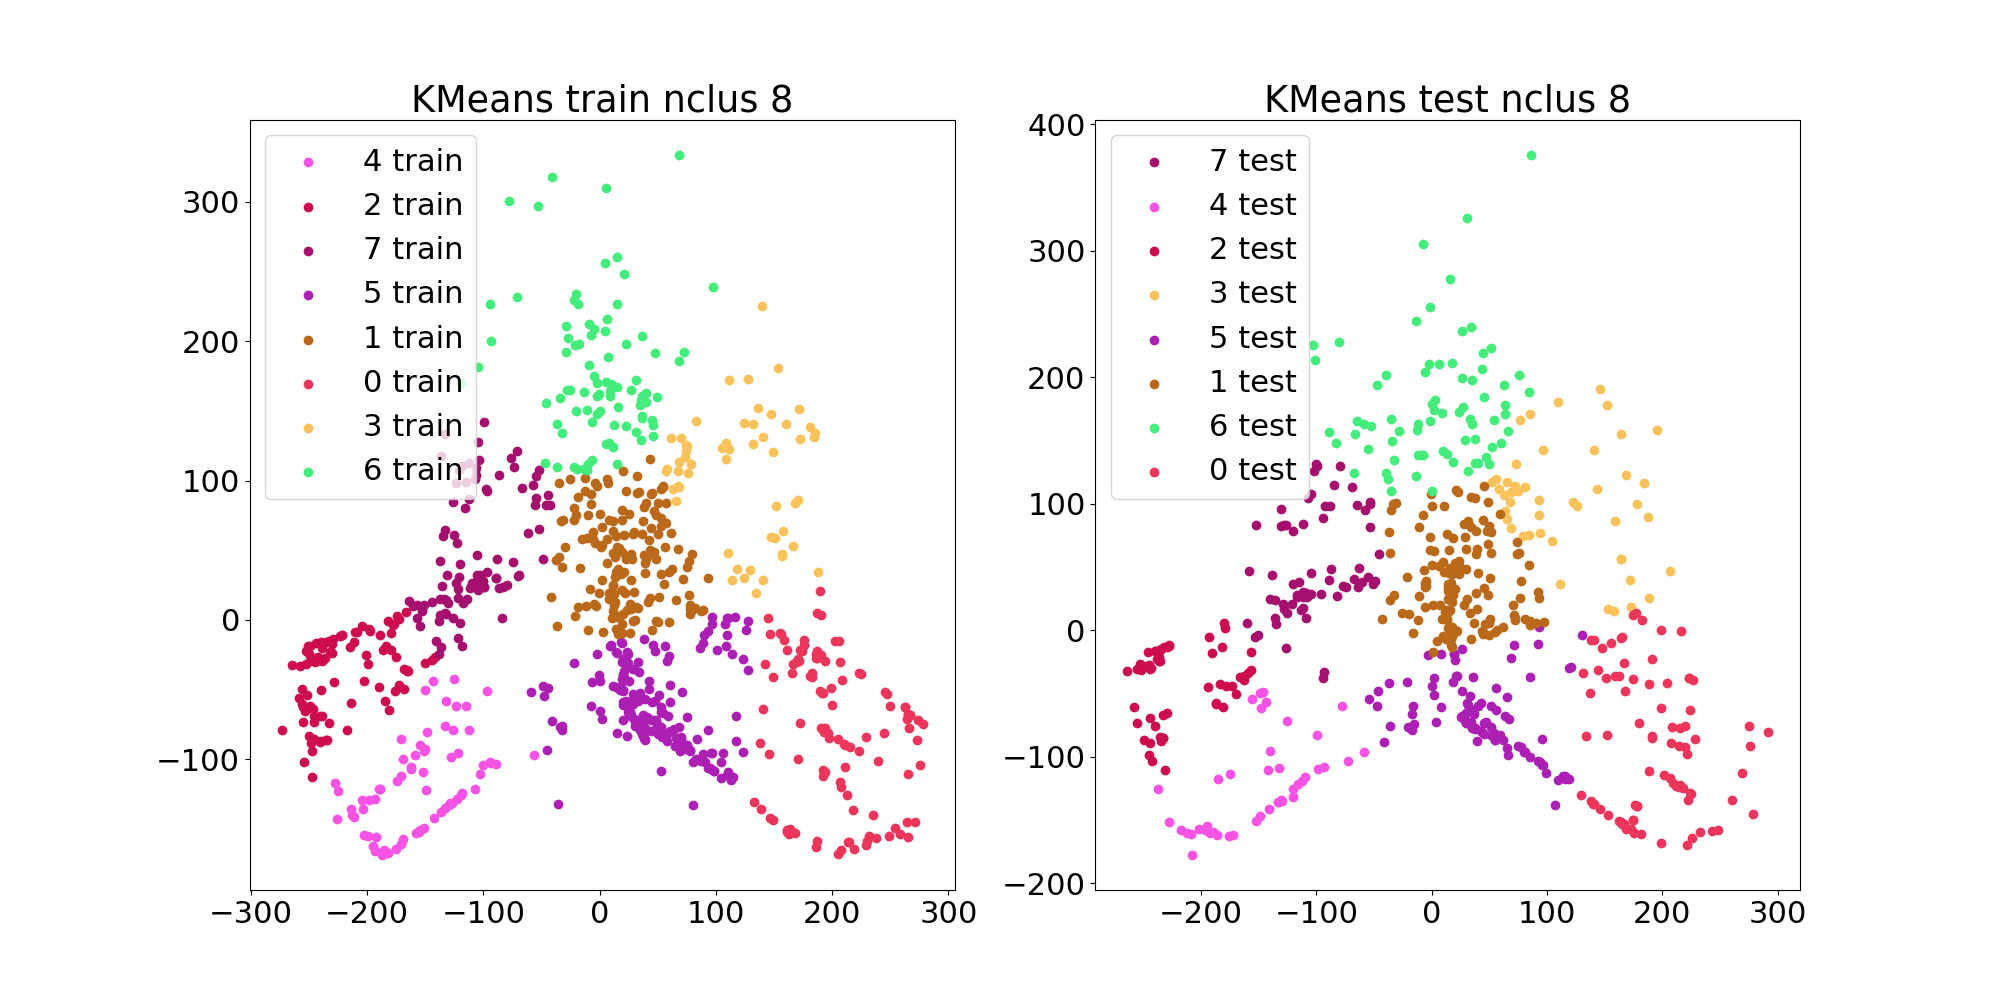 KMeans train nclus 8
4 train
2 train
7 train
5 train
1 train
0 train
3 train
6 train
300
200
100
0
−100
−300 −200 −100 0 100 200 300
KMeans test nclus 8
7 test
4 test
2 test
3 test
5 test
1 test
6 test
0 test
400
300
200
100
0
−100
−200
−200 −100 0 100 200 300